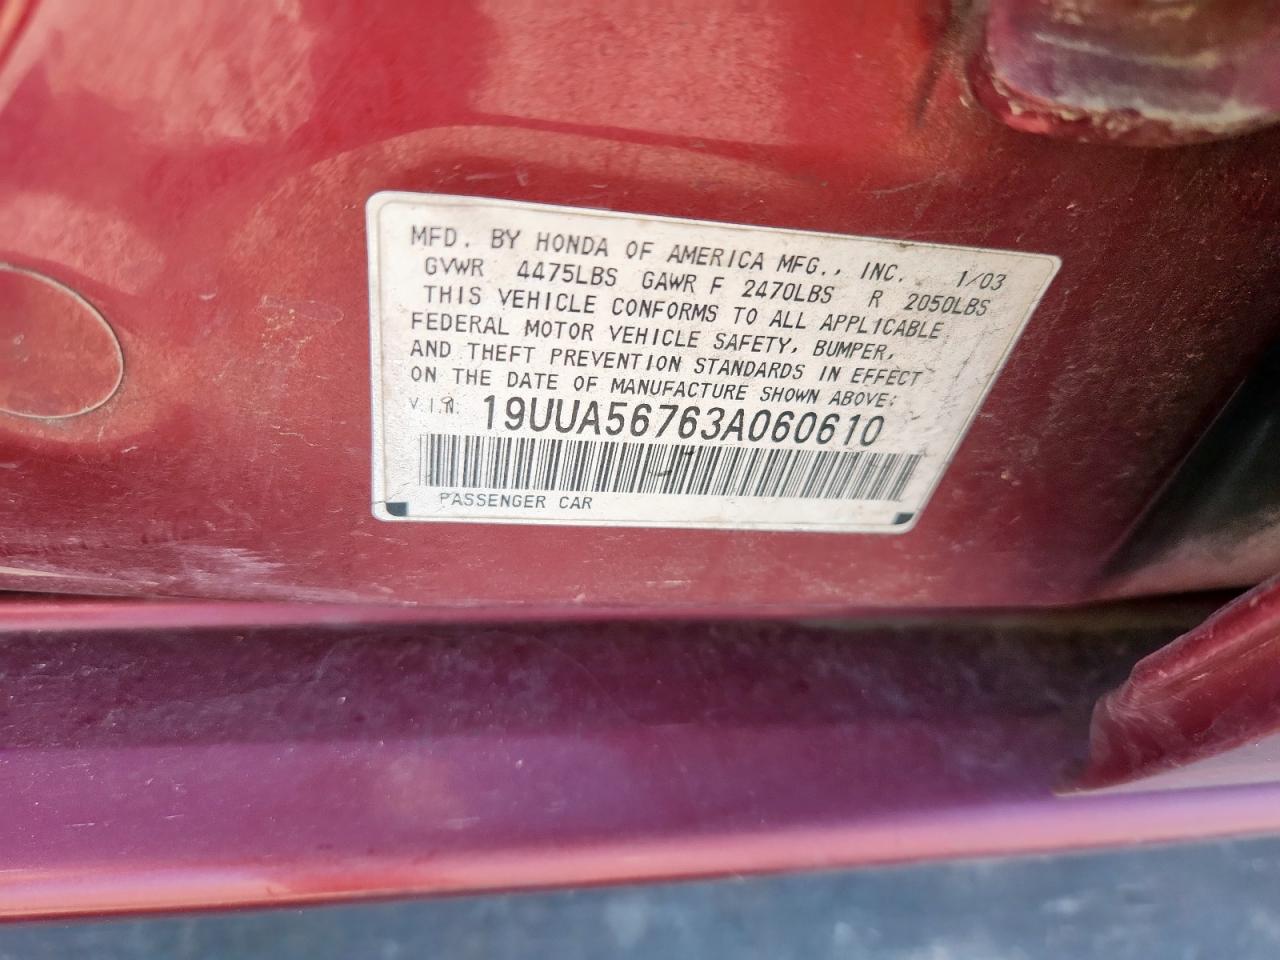 MFD. BY HONDA OF AMERICA MFG., INC. 1/03
GVWR 4475LBS GAWR F 2470LBS R 2050LBS
THIS VEHICLE CONFORMS TO ALL APPLICABLE
FEDERAL MOTOR VEHICLE SAFETY, BUMPER,
AND THEFT PREVENTION STANDARDS IN EFFECT
ON THE DATE OF MANUFACTURE SHOWN ABOVE:
V.I.N: 19UUA56763A060610
PASSENGER CAR